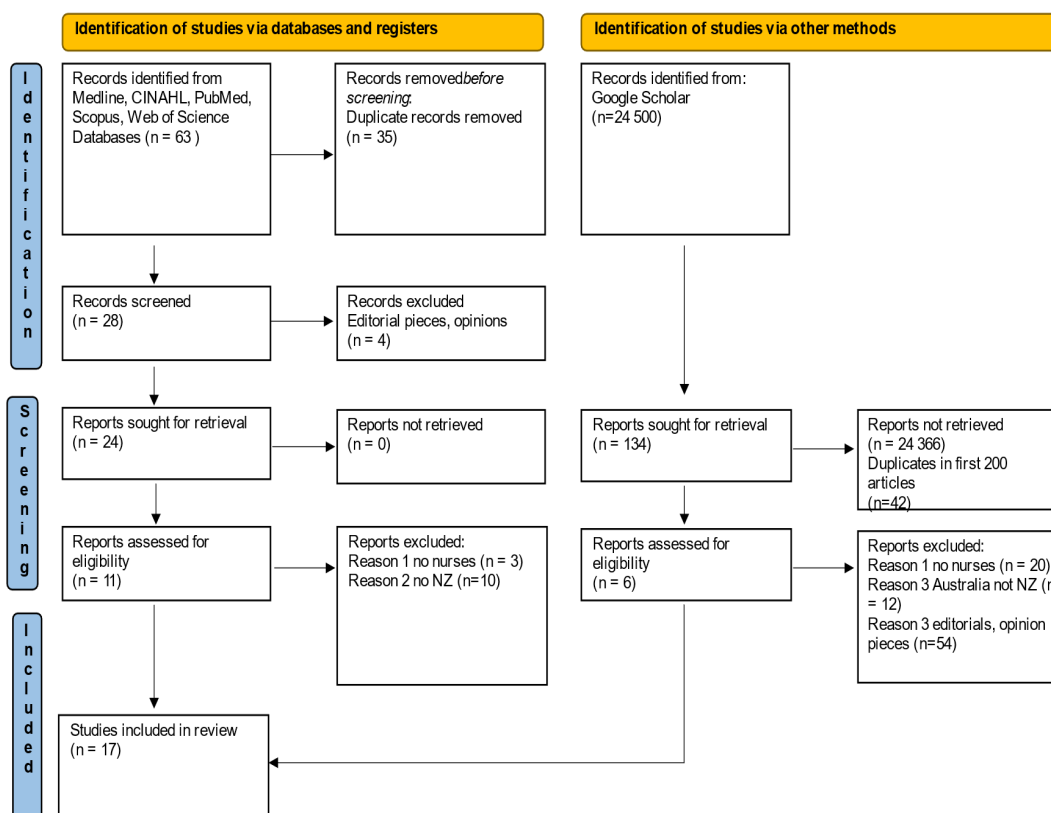 Identification of studies via databases and registers
Identification of studies via other methods
Identification
Records identified from
Medline, CINAHL, PubMed,
Scopus, Web of Science
Databases (n = 63 )
Records removed before
screening:
Duplicate records removed
(n = 35)
Records identified from:
Google Scholar
(n=24 500)
Records screened
(n = 28)
Records excluded
Editorial pieces, opinions
(n = 4)
Screening
Reports sought for retrieval
(n = 24)
Reports not retrieved
(n = 0)
Reports sought for retrieval
(n = 134)
Reports not retrieved
(n = 24 366)
Duplicates in first 200
articles
(n=42)
Reports assessed for
eligibility
(n = 11)
Reports excluded:
Reason 1 no nurses (n = 3)
Reason 2 no NZ (n=10)
Reports assessed for
eligibility
(n = 6)
Reports excluded:
Reason 1 no nurses (n = 20)
Reason 3 Australia not NZ (n
= 12)
Reason 3 editorials, opinion
pieces (n=54)
Included
Studies included in review
(n = 17)